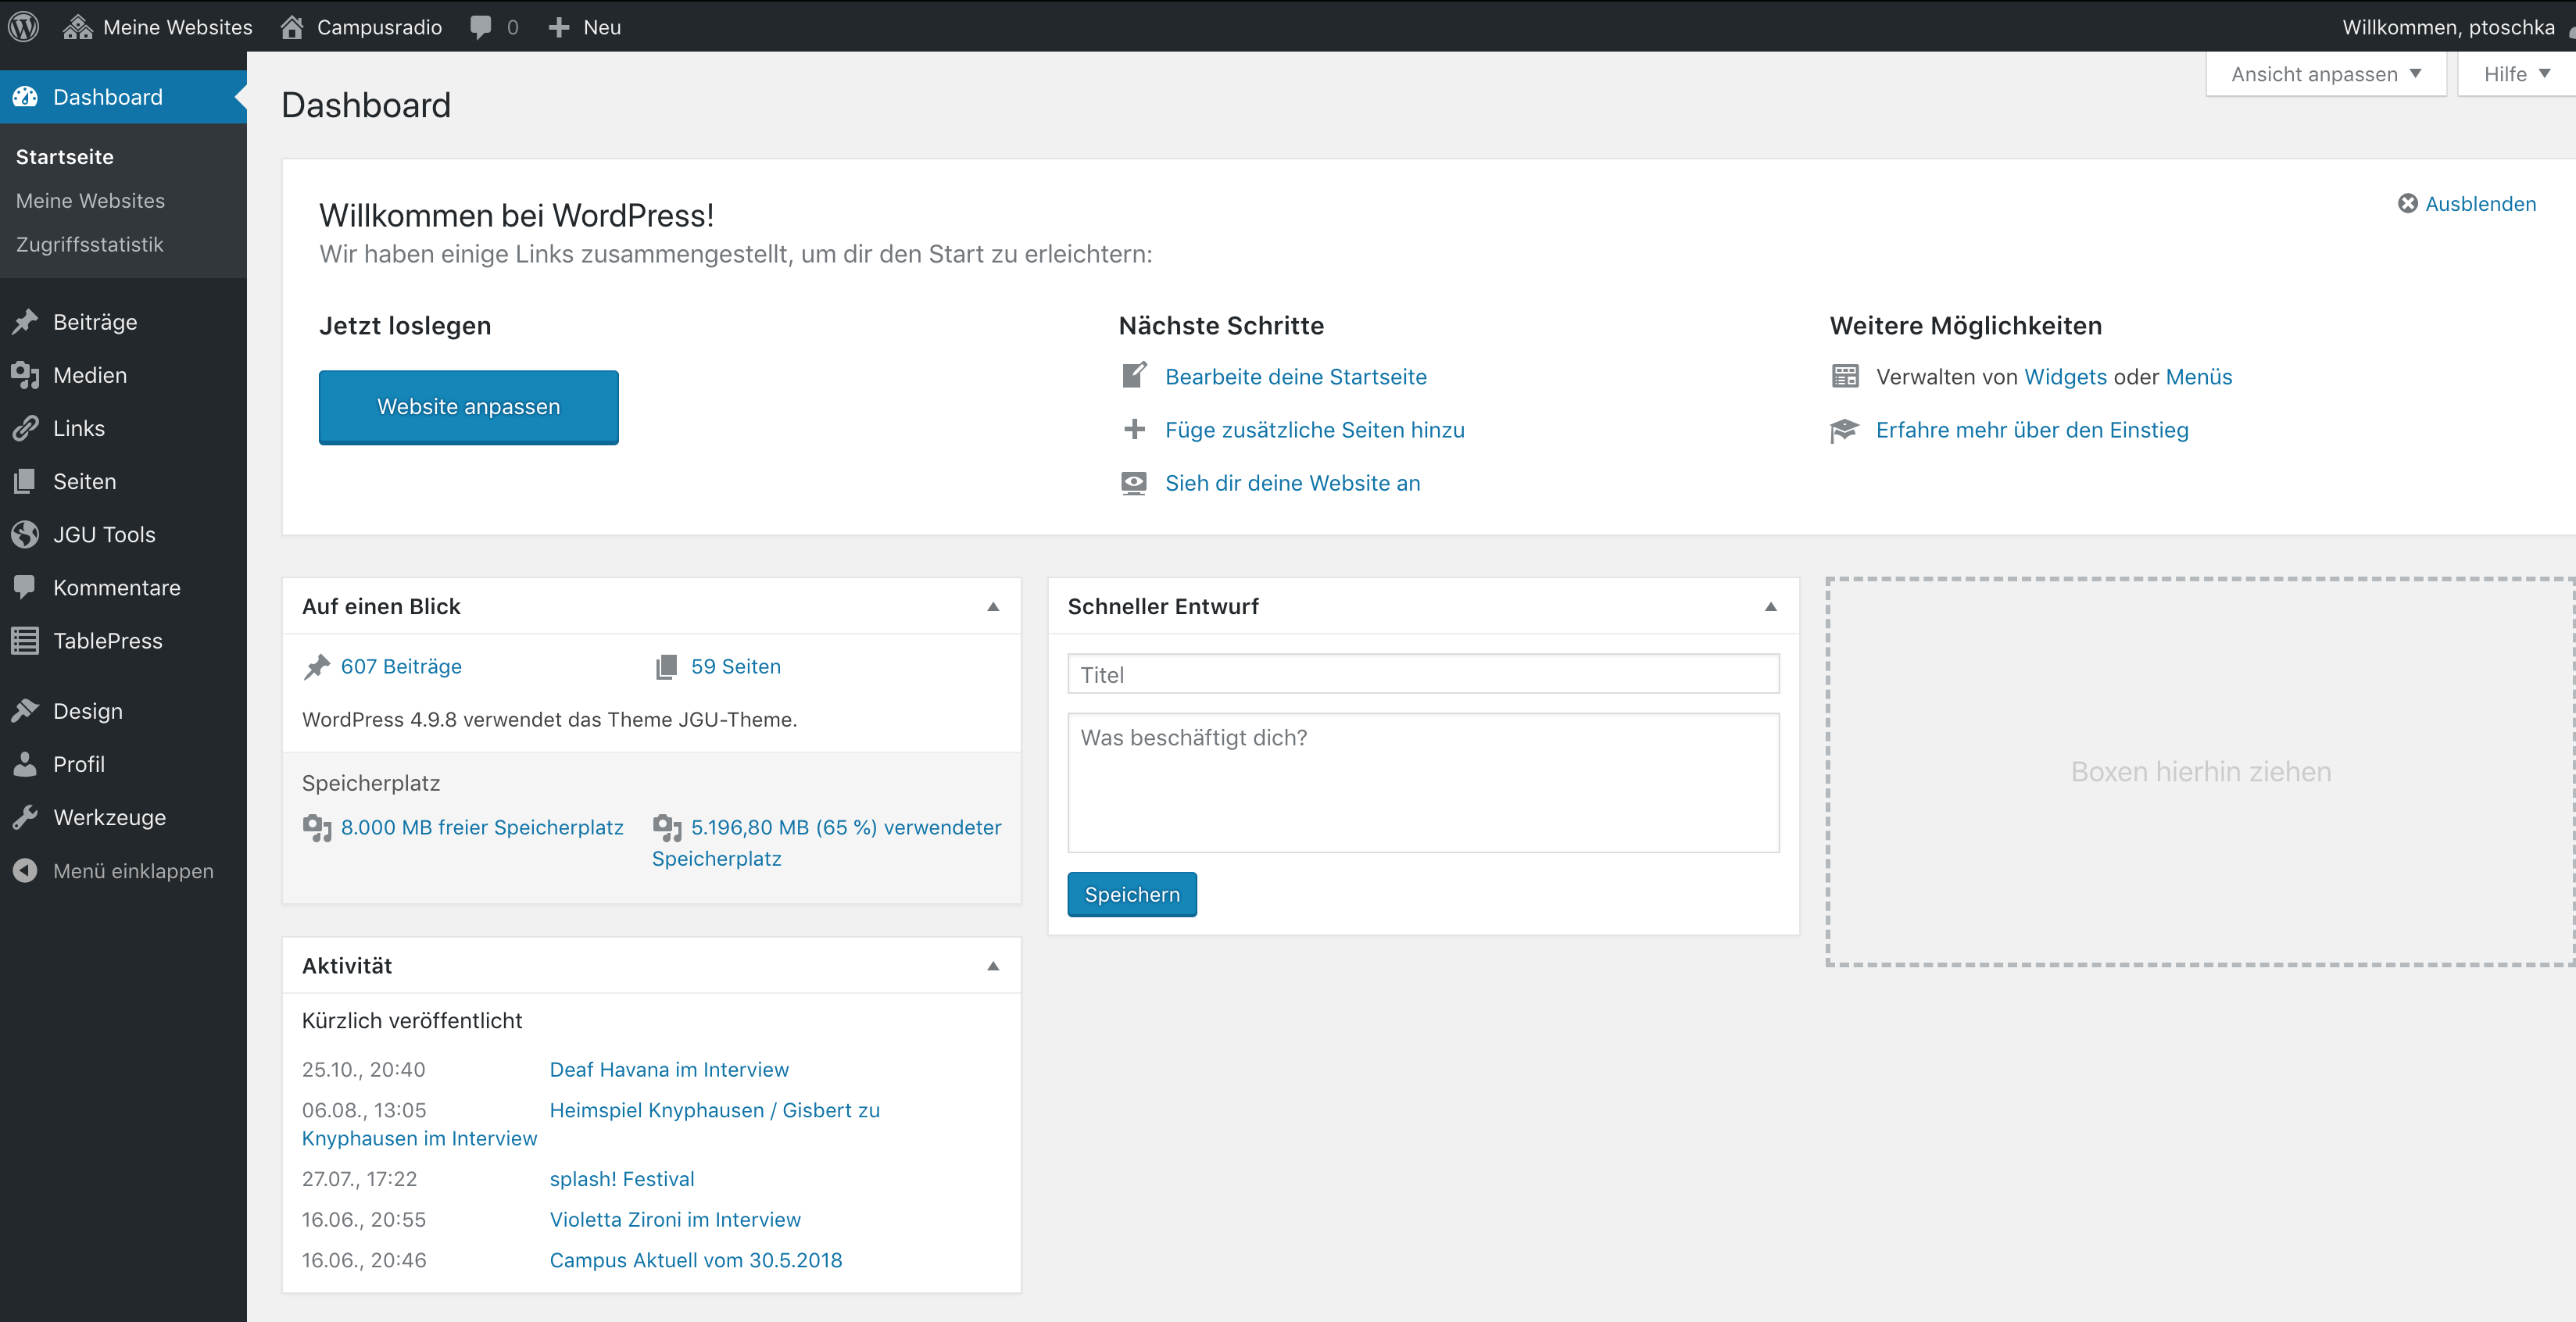 Meine Websites Campusradio 0 Neu Willkommen, ptoschka
Ansicht anpassen Hilfe
Dashboard
Startseite
Meine Websites
Zugriffsstatistik
Beiträge
Medien
Links
Seiten
JGU Tools
Kommentare
TablePress
Design
Profil
Werkzeuge
Menü einklappen
Dashboard
Willkommen bei WordPress!
Ausblenden
Wir haben einige Links zusammengestellt, um dir den Start zu erleichtern:
Jetzt loslegen
Website anpassen
Nächste Schritte
Bearbeite deine Startseite
Füge zusätzliche Seiten hinzu
Sieh dir deine Website an
Weitere Möglichkeiten
Verwalten von Widgets oder Menüs
Erfahre mehr über den Einstieg
Auf einen Blick
607 Beiträge 59 Seiten
WordPress 4.9.8 verwendet das Theme JGU-Theme.
Speicherplatz
8.000 MB freier Speicherplatz
5.196,80 MB (65 %) verwendeter
Speicherplatz
Aktivität
Kürzlich veröffentlicht
25.10., 20:40 Deaf Havana im Interview
06.08., 13:05 Heimspiel Knyphausen / Gisbert zu
Knyphausen im Interview
27.07., 17:22 splash! Festival
16.06., 20:55 Violetta Zironi im Interview
16.06., 20:46 Campus Aktuell vom 30.5.2018
Schneller Entwurf
Titel
Was beschäftigt dich?
Speichern
Boxen hierhin ziehen